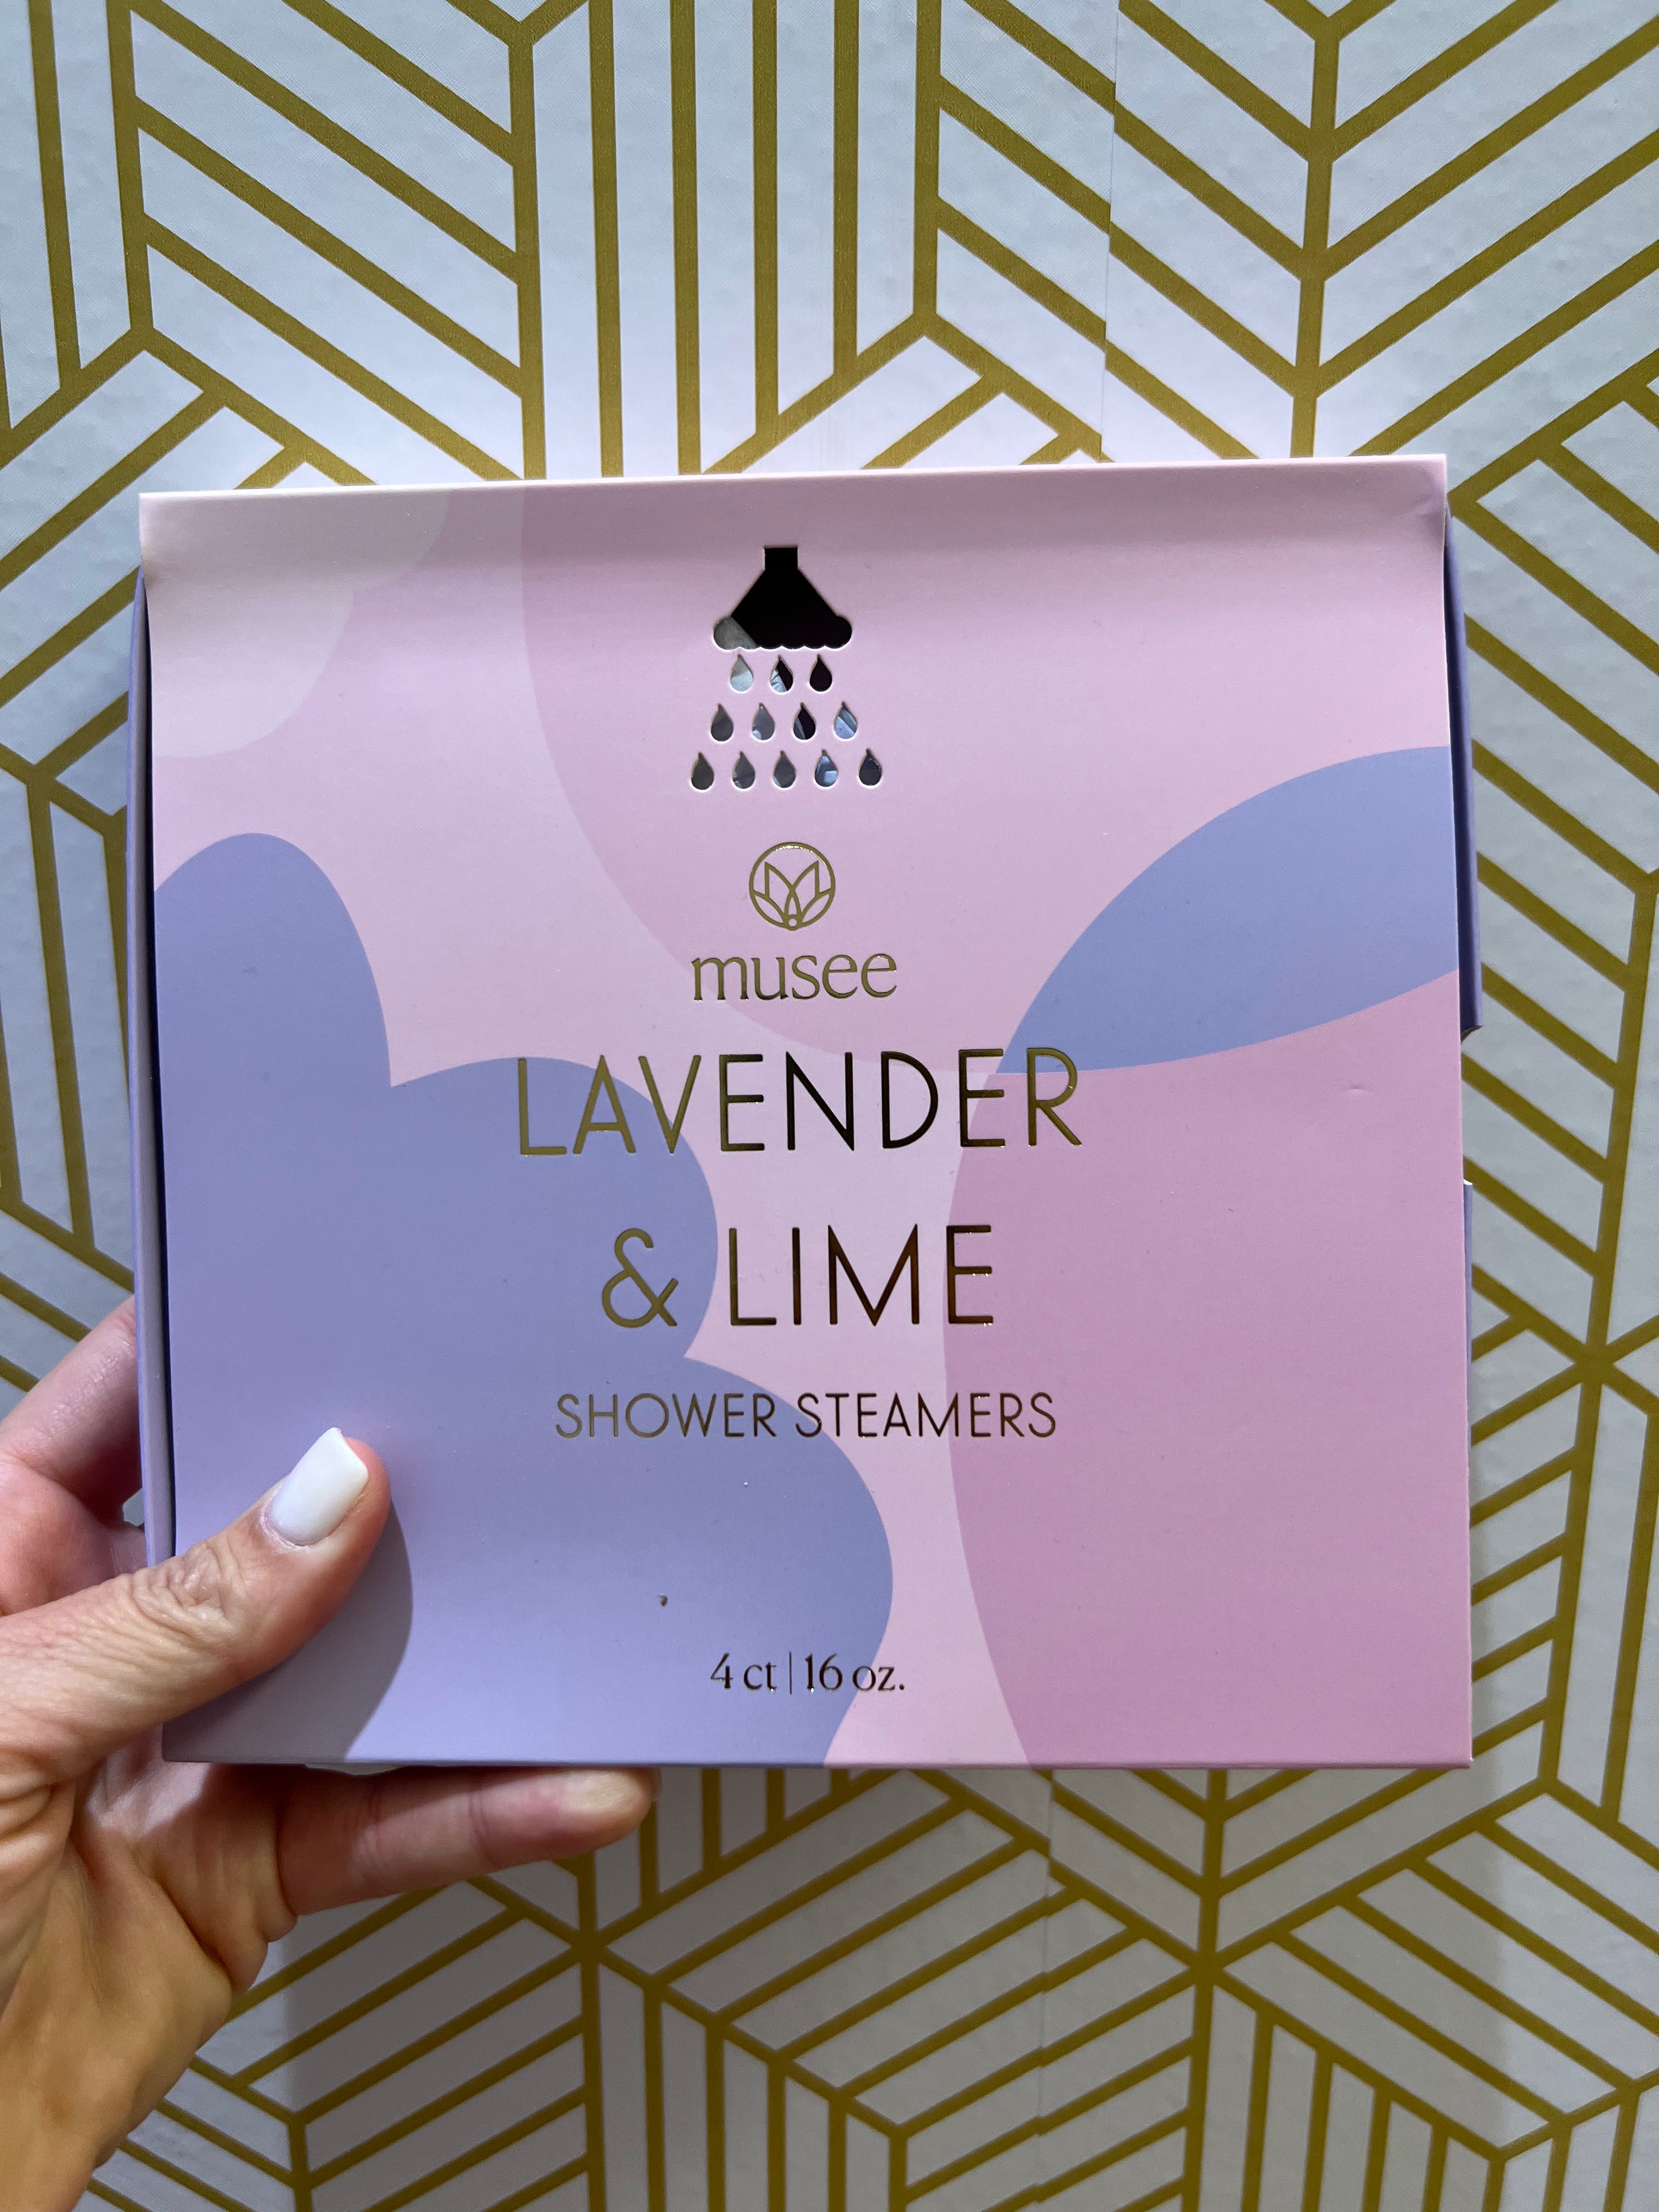 musee
LAVENDER
& LIME
SHOWER STEAMERS
4 ct | 16 oz.